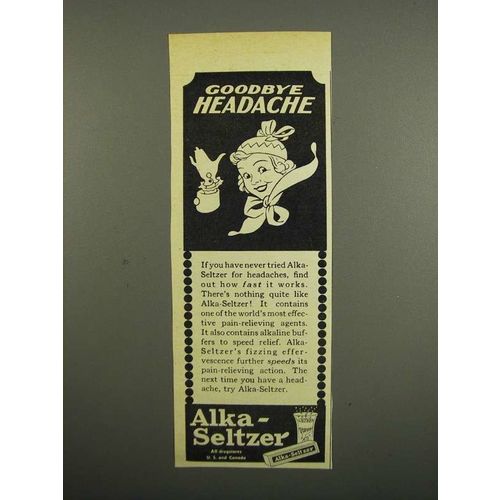 GOODBYE
HEADACHE
If you have never tried Alka-
Seltzer for headaches, find
out how fast it works.
There's nothing quite like
Alka-Seltzer! It contains
one of the world's most effec-
tive pain-relieving agents.
It also contains alkaline buf-
fers to speed relief. Alka-
Seltzer's fizzing effer-
vescence further speeds its
pain-relieving action. The
next time you have a head-
ache, try Alka-Seltzer.
Alka-
Seltzer
All drugstores
U. S. and Canada
Alka-Seltzer